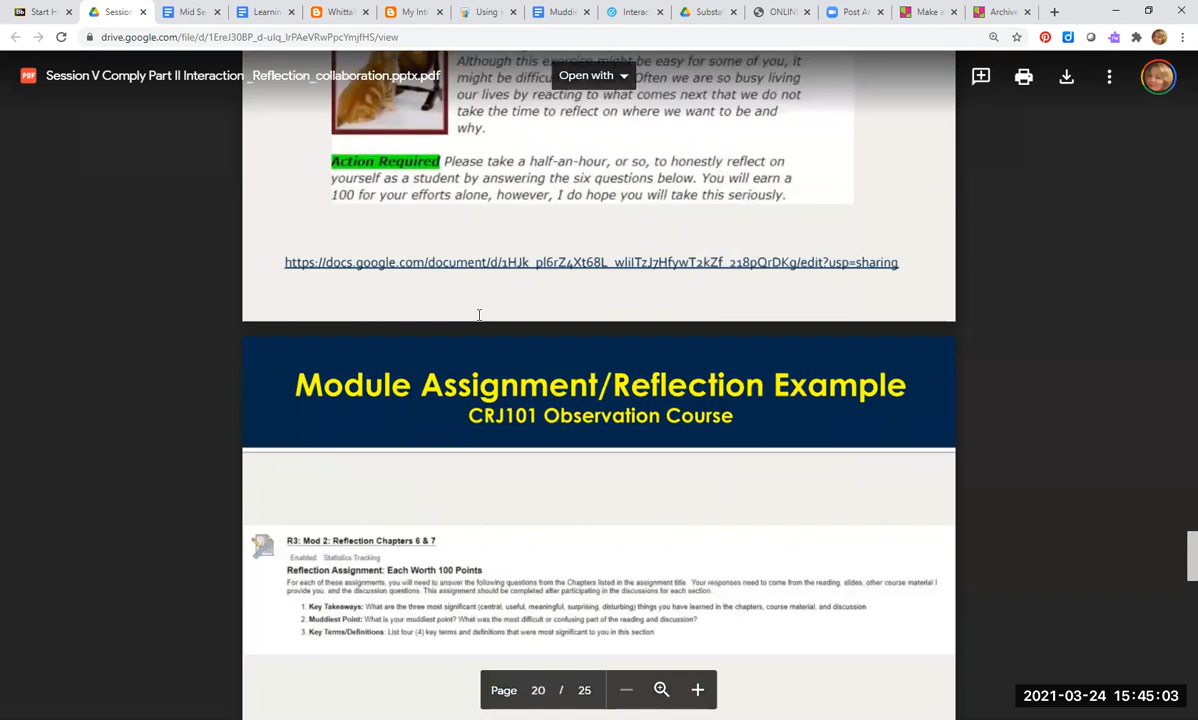 Start H
Session
Mid Se
Learnin
Whitta
My Int
Using
Muddi
Interac
Substa
ONLIN
Post A
Make a
Archive
drive.google.com/file/d/1EreJ30BP_d-ulq_IrPAeVRwPpcYmjfHS/view
PDF Session V Comply Part II Interaction _Reflection_collaboration.pptx.pdf
Open with
Although this exercise might be easy for some of you, it
might be difficu Often we are so busy living
our lives by reacting to what comes next that we do not
take the time to reflect on where we want to be and
why.
Action Required Please take a half-an-hour, or so, to honestly reflect on
yourself as a student by answering the six questions below. You will earn a
100 for your efforts alone, however, I do hope you will take this seriously.
https://docs.google.com/document/d/1HJk_pl6rZ4Xt68L_wliITzJ7HfywT2kZf_218pQrDKg/edit?usp=sharing
Module Assignment/Reflection Example
CRJ101 Observation Course
R3: Mod 2: Reflection Chapters 6 & 7
Enabled Statistics Tracking
Reflection Assignment: Each Worth 100 Points
For each of these assignments, you will need to answer the following questions from the Chapters listed in the assignment title. Your responses need to come from the reading, slides, other course material I
provide you, and the discussion questions. This assignment should be completed after participating in the discussions for each section.
1. Key Takeaways: What are the three most significant (central, useful, meaningful, surprising, disturbing) things you have learned in the chapters, course material, and discussion
2. Muddiest Point: What is your muddiest point? What was the most difficult or confusing part of the reading and discussion?
3. Key Terms/Definitions: List four (4) key terms and definitions that were most significant to you in this section
Page 20 / 25
2021-03-24 15:45:03